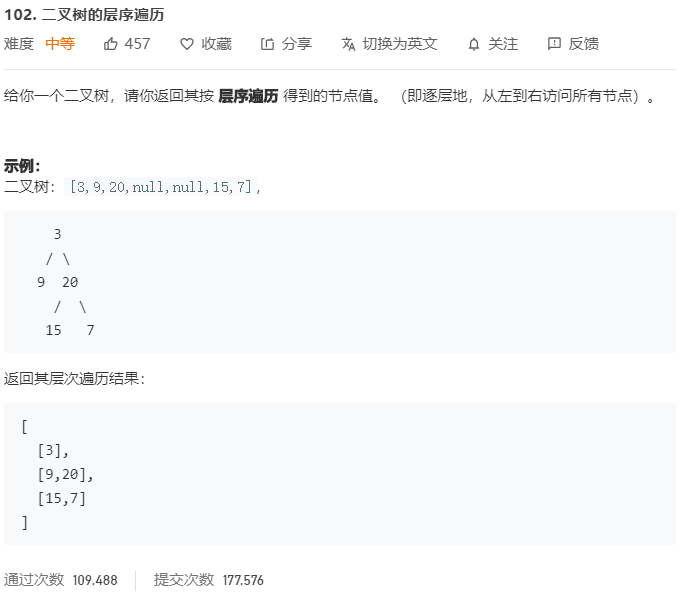 102. 二叉树的层序遍历
难度 中等 457 收藏 分享 切换为英文 关注 反馈
给你一个二叉树，请你返回其按 层序遍历 得到的节点值。 （即逐层地，从左到右访问所有节点）。
示例：
二叉树：[3,9,20,null,null,15,7],
3
/ \
9 20
/ \
15 7
返回其层次遍历结果：
[
[3],
[9,20],
[15,7]
]
通过次数 109,488 提交次数 177,576